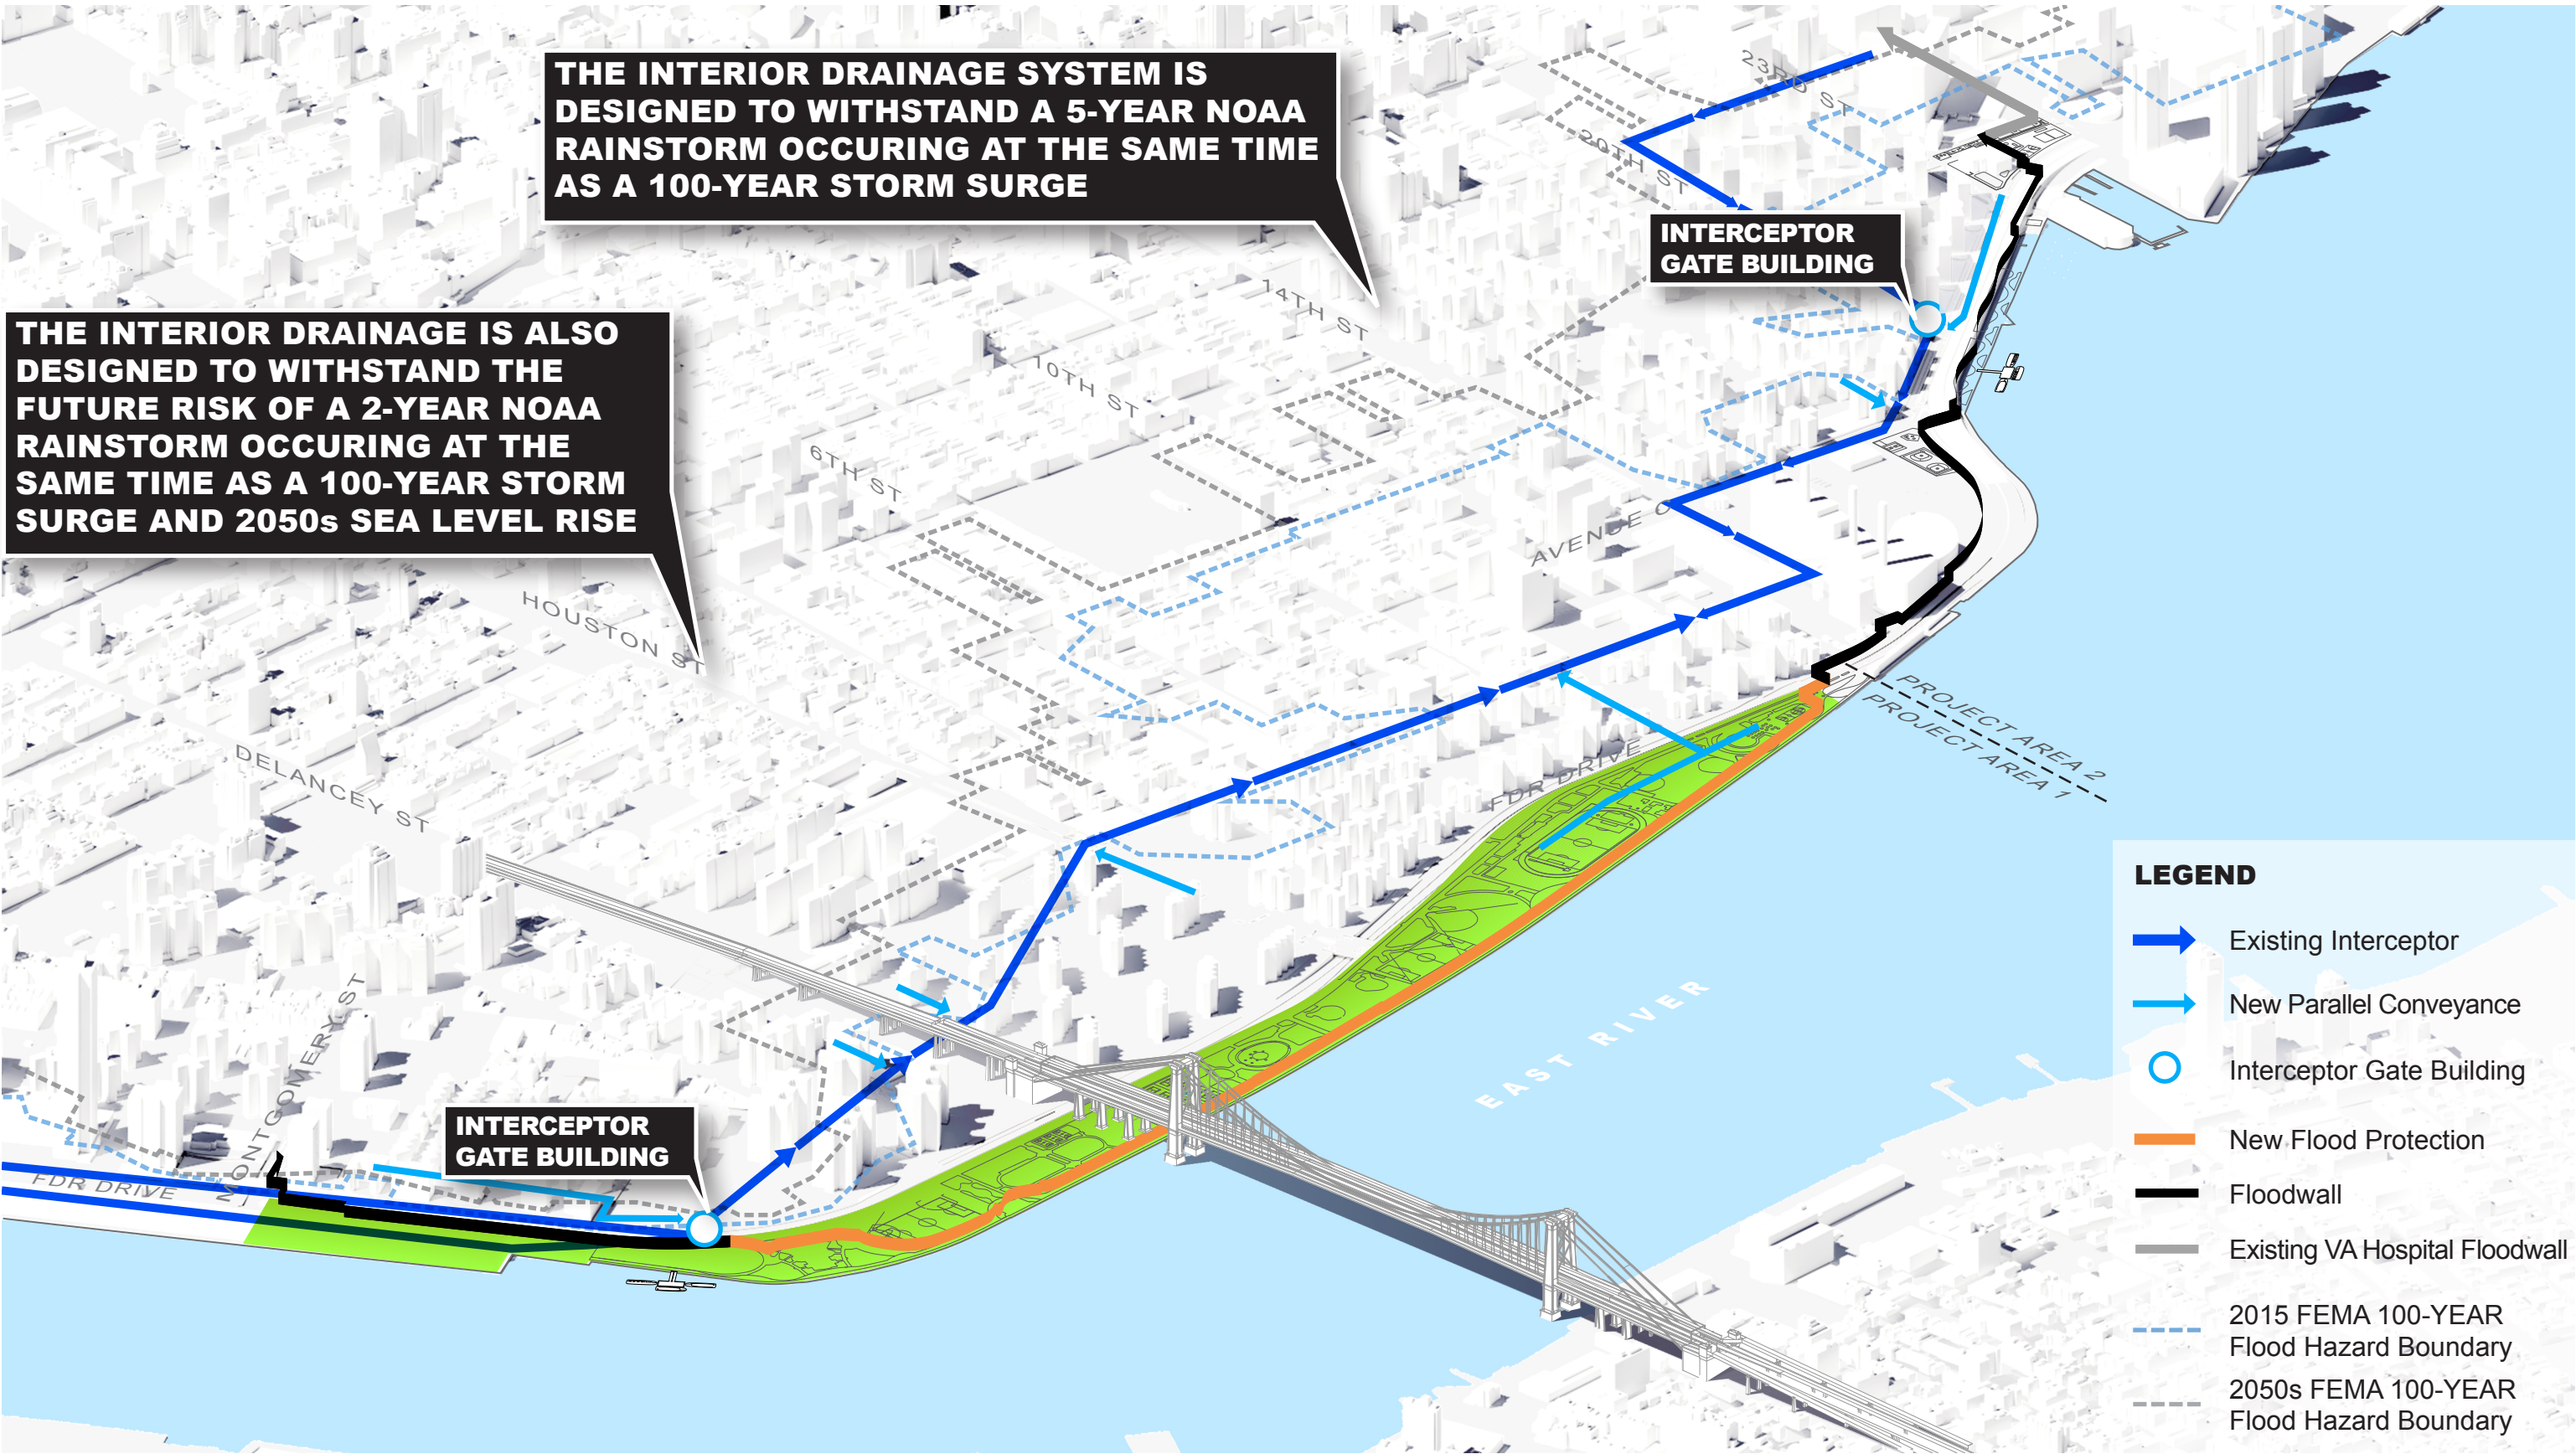 THE INTERIOR DRAINAGE SYSTEM IS
DESIGNED TO WITHSTAND A 5-YEAR NOAA
RAINSTORM OCCURING AT THE SAME TIME
AS A 100-YEAR STORM SURGE
23RD ST
20TH ST
INTERCEPTOR
GATE BUILDING
THE INTERIOR DRAINAGE IS ALSO
DESIGNED TO WITHSTAND THE
FUTURE RISK OF A 2-YEAR NOAA
RAINSTORM OCCURING AT THE
SAME TIME AS A 100-YEAR STORM
SURGE AND 2050s SEA LEVEL RISE
14TH ST
10TH ST
6TH ST
AVENUE C
HOUSTON ST
DELANCEY ST
FDR DRIVE
PROJECT AREA 2
PROJECT AREA 1
EAST RIVER
MONTGOMERY ST
FDR DRIVE
INTERCEPTOR
GATE BUILDING
LEGEND
Existing Interceptor
New Parallel Conveyance
Interceptor Gate Building
New Flood Protection
Floodwall
Existing VA Hospital Floodwall
2015 FEMA 100-YEAR
Flood Hazard Boundary
2050s FEMA 100-YEAR
Flood Hazard Boundary